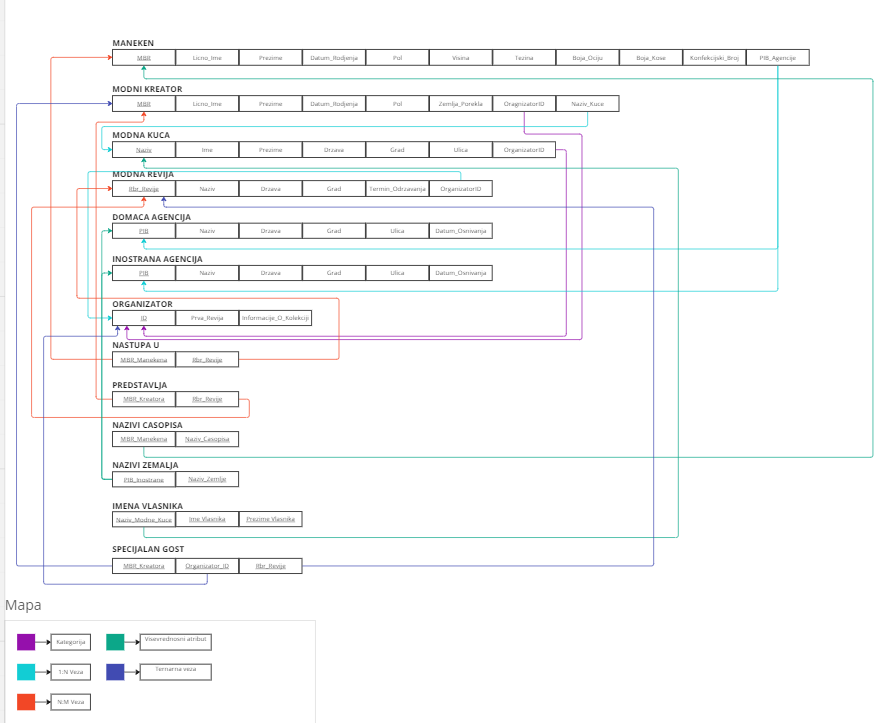 MANEKEN
MBR Licno_Ime Prezime Datum_Rodjenja Pol Visina Tezina Boja_Ociju Boja_Kose Konfekcijski_Broj PIB_Agencije
MODNI KREATOR
MBR Licno_Ime Prezime Datum_Rodjenja Pol Zemlja_Porekla OragnizatorID Naziv_Kuce
MODNA KUCA
Naziv Ime Prezime Drzava Grad Ulica OrganizatorID
MODNA REVIJA
Rbr_Revije Naziv Drzava Grad Termin_Odrzavanja OrganizatorID
DOMACA AGENCIJA
PIB Naziv Drzava Grad Ulica Datum_Osnivanja
INOSTRANA AGENCIJA
PIB Naziv Drzava Grad Ulica Datum_Osnivanja
ORGANIZATOR
ID Prva_Revija Informacije_O_Kolekciji
NASTUPA U
MBR_Manekena Rbr_Revije
PREDSTAVLJA
MBR_Kreatora Rbr_Revije
NAZIVI CASOPISA
MBR_Manekena Naziv_Casopisa
NAZIVI ZEMALJA
PIB_Inostrane Naziv_Zemlje
IMENA VLASNIKA
Naziv_Modne_Kuce Ime Vlasnika Prezime Vlasnika
SPECIJALAN GOST
MBR_Kreatora Organizator_ID Rbr_Revije
Mapa
Kategorija Visevrednosni atribut
1:N Veza Ternarna veza
N:M Veza